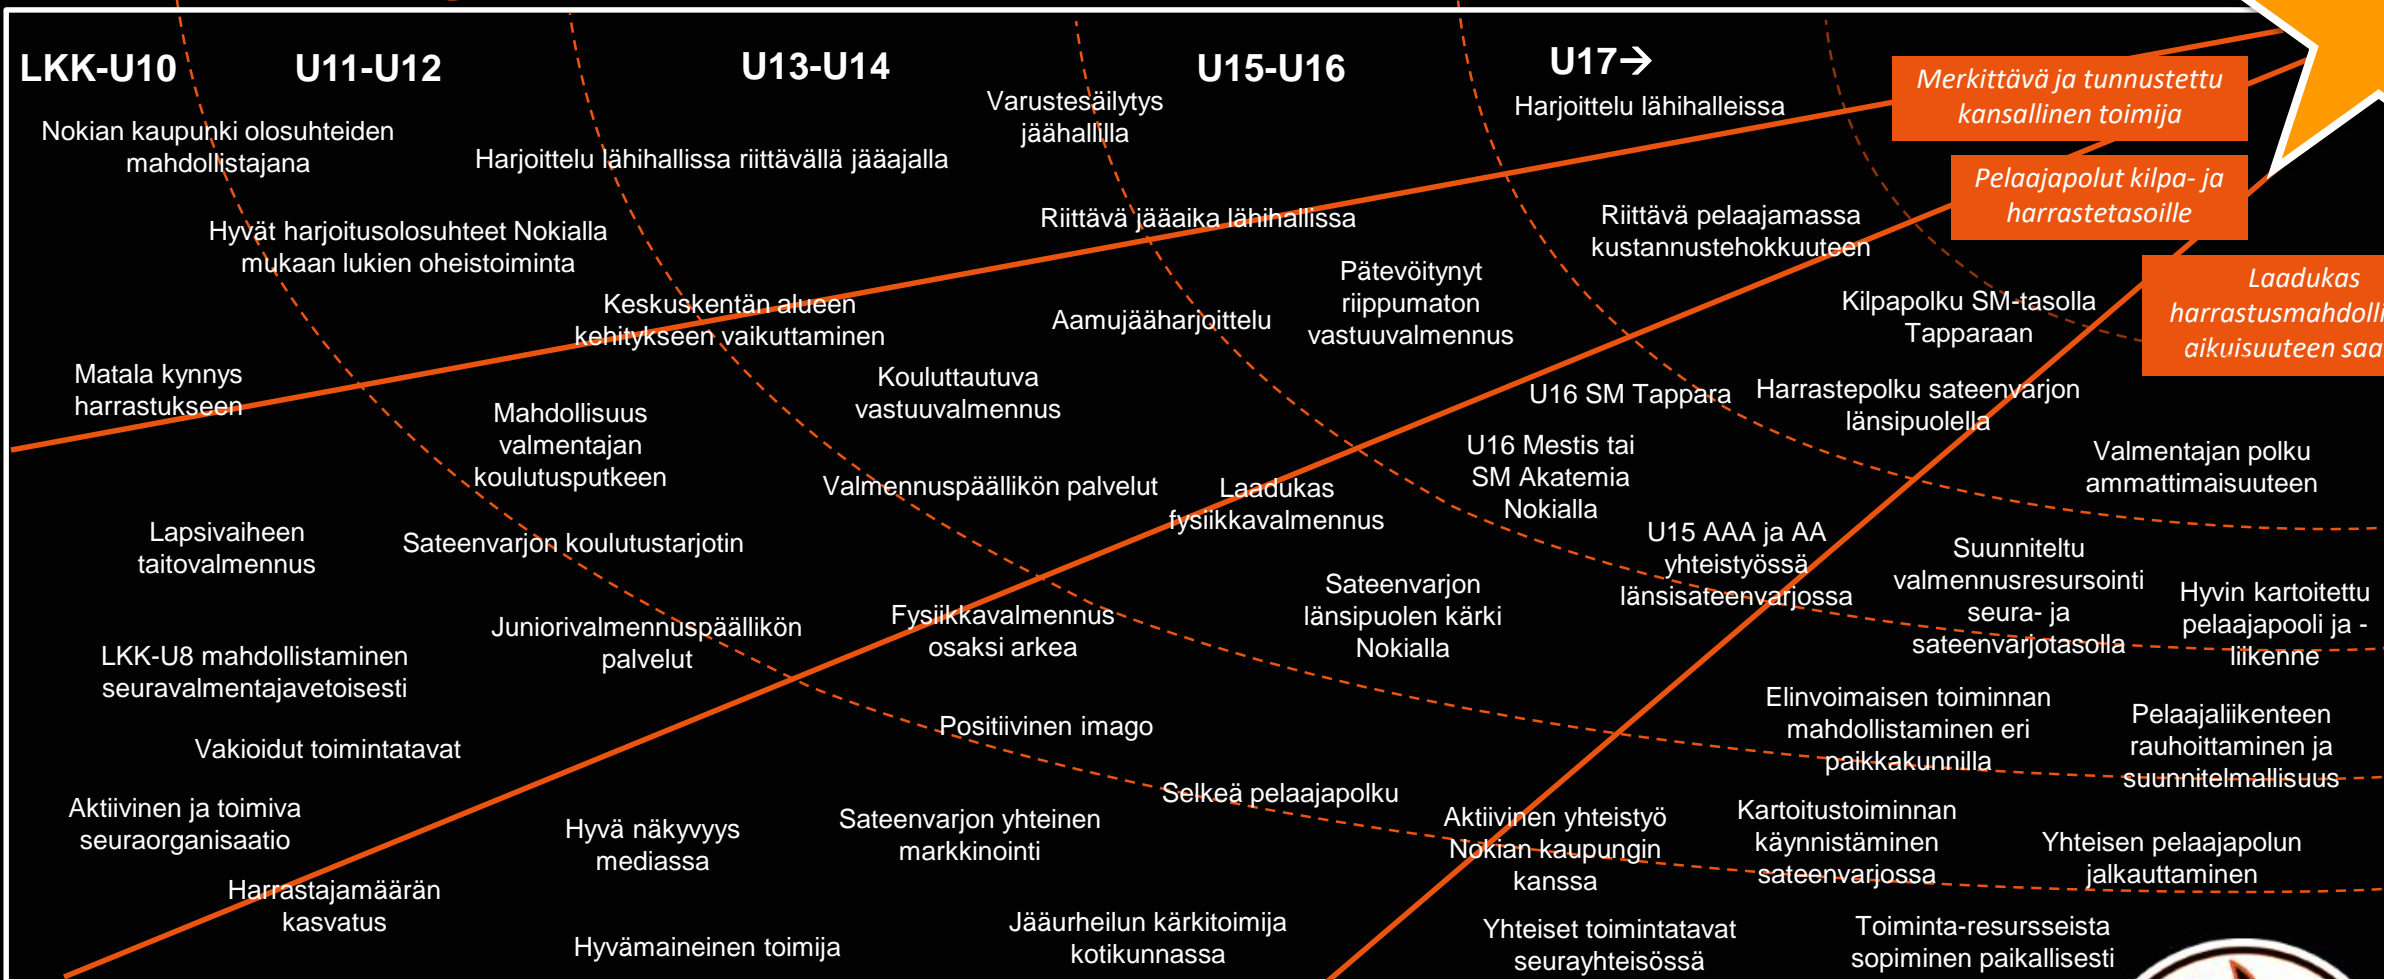 LKK-U10
U11-U12
U13-U14
U15-U16
U17→
Nokian kaupunki olosuhteiden
mahdollistajana
Harjoittelu lähihallissa riittävällä jääajalla
Varustesäilytys
jäähallilla
Harjoittelu lähihalleissa
Merkittävä ja tunnustettu
kansallinen toimija
Pelaajapolut kilpa- ja
harrastetasoille
Laadukas
aikuisuuteen
Hyvät harjoitusolosuhteet Nokialla
mukaan lukien oheistoiminta
Riittävä jääaika lähihallissa
Riittävä pelaajamassa
kustannustehokkuuteen
Keskuskentän alueen
kehitykseen vaikuttaminen
Aamujääharjoittelu
Pätevöitynyt
riippumaton
vastuuvalmennus
Kilpapolku SM-tasolla
Tapparaan
Matala kynnys
harrastukseen
Mahdollisuus
valmentajan
koulutusputkeen
Kouluttautuva
vastuuvalmennus
U16 SM Tappara
Harrastepolku sateenvarjon
länsipuolella
Valmennuspäällikön palvelut
Laadukas
fysiikkavalmennus
U16 Mestis tai
SM Akatemia
Nokialla
Valmentajan polku
ammattimaisuuteen
Lapsivaiheen
taitovalmennus
Sateenvarjon koulutustarjotin
U15 AAA ja AA
yhteistyössä
länsisateenvarjossa
Suunniteltu
valmennusresursointi
seura- ja
sateenvarjotasolla
Hyvin kartoitettu
pelaajapooli ja -
liikenne
LKK-U8 mahdollistaminen
seuravalmentajavetoisesti
Juniorivalmennuspäällikön
palvelut
Fysiikkavalmennus
osaksi arkea
Sateenvarjon
länsipuolen kärki
Nokialla
Vakioidut toimintatavat
Positiivinen imago
Elinvoimaisen toiminnan
mahdollistaminen eri
paikkakunnilla
Pelaajaliikenteen
rauhoittaminen ja
suunnitelmallisuus
Aktiivinen ja toimiva
seuraorganisaatio
Hyvä näkyvyys
mediassa
Sateenvarjon yhteinen
markkinointi
Selkeä pelaajapolku
Aktiivinen yhteistyö
Nokian kaupungin
kanssa
Kartoitustoiminnan
käynnistäminen
sateenvarjossa
Yhteisen pelaajapolun
jalkauttaminen
Harrastajamäärän
kasvatus
Hyvämaineinen toimija
Jääurheilun kärkitoimija
kotikunnassa
Yhteiset toimintatavat
seurayhteisössä
Toiminta-resursseista
sopiminen paikallisesti